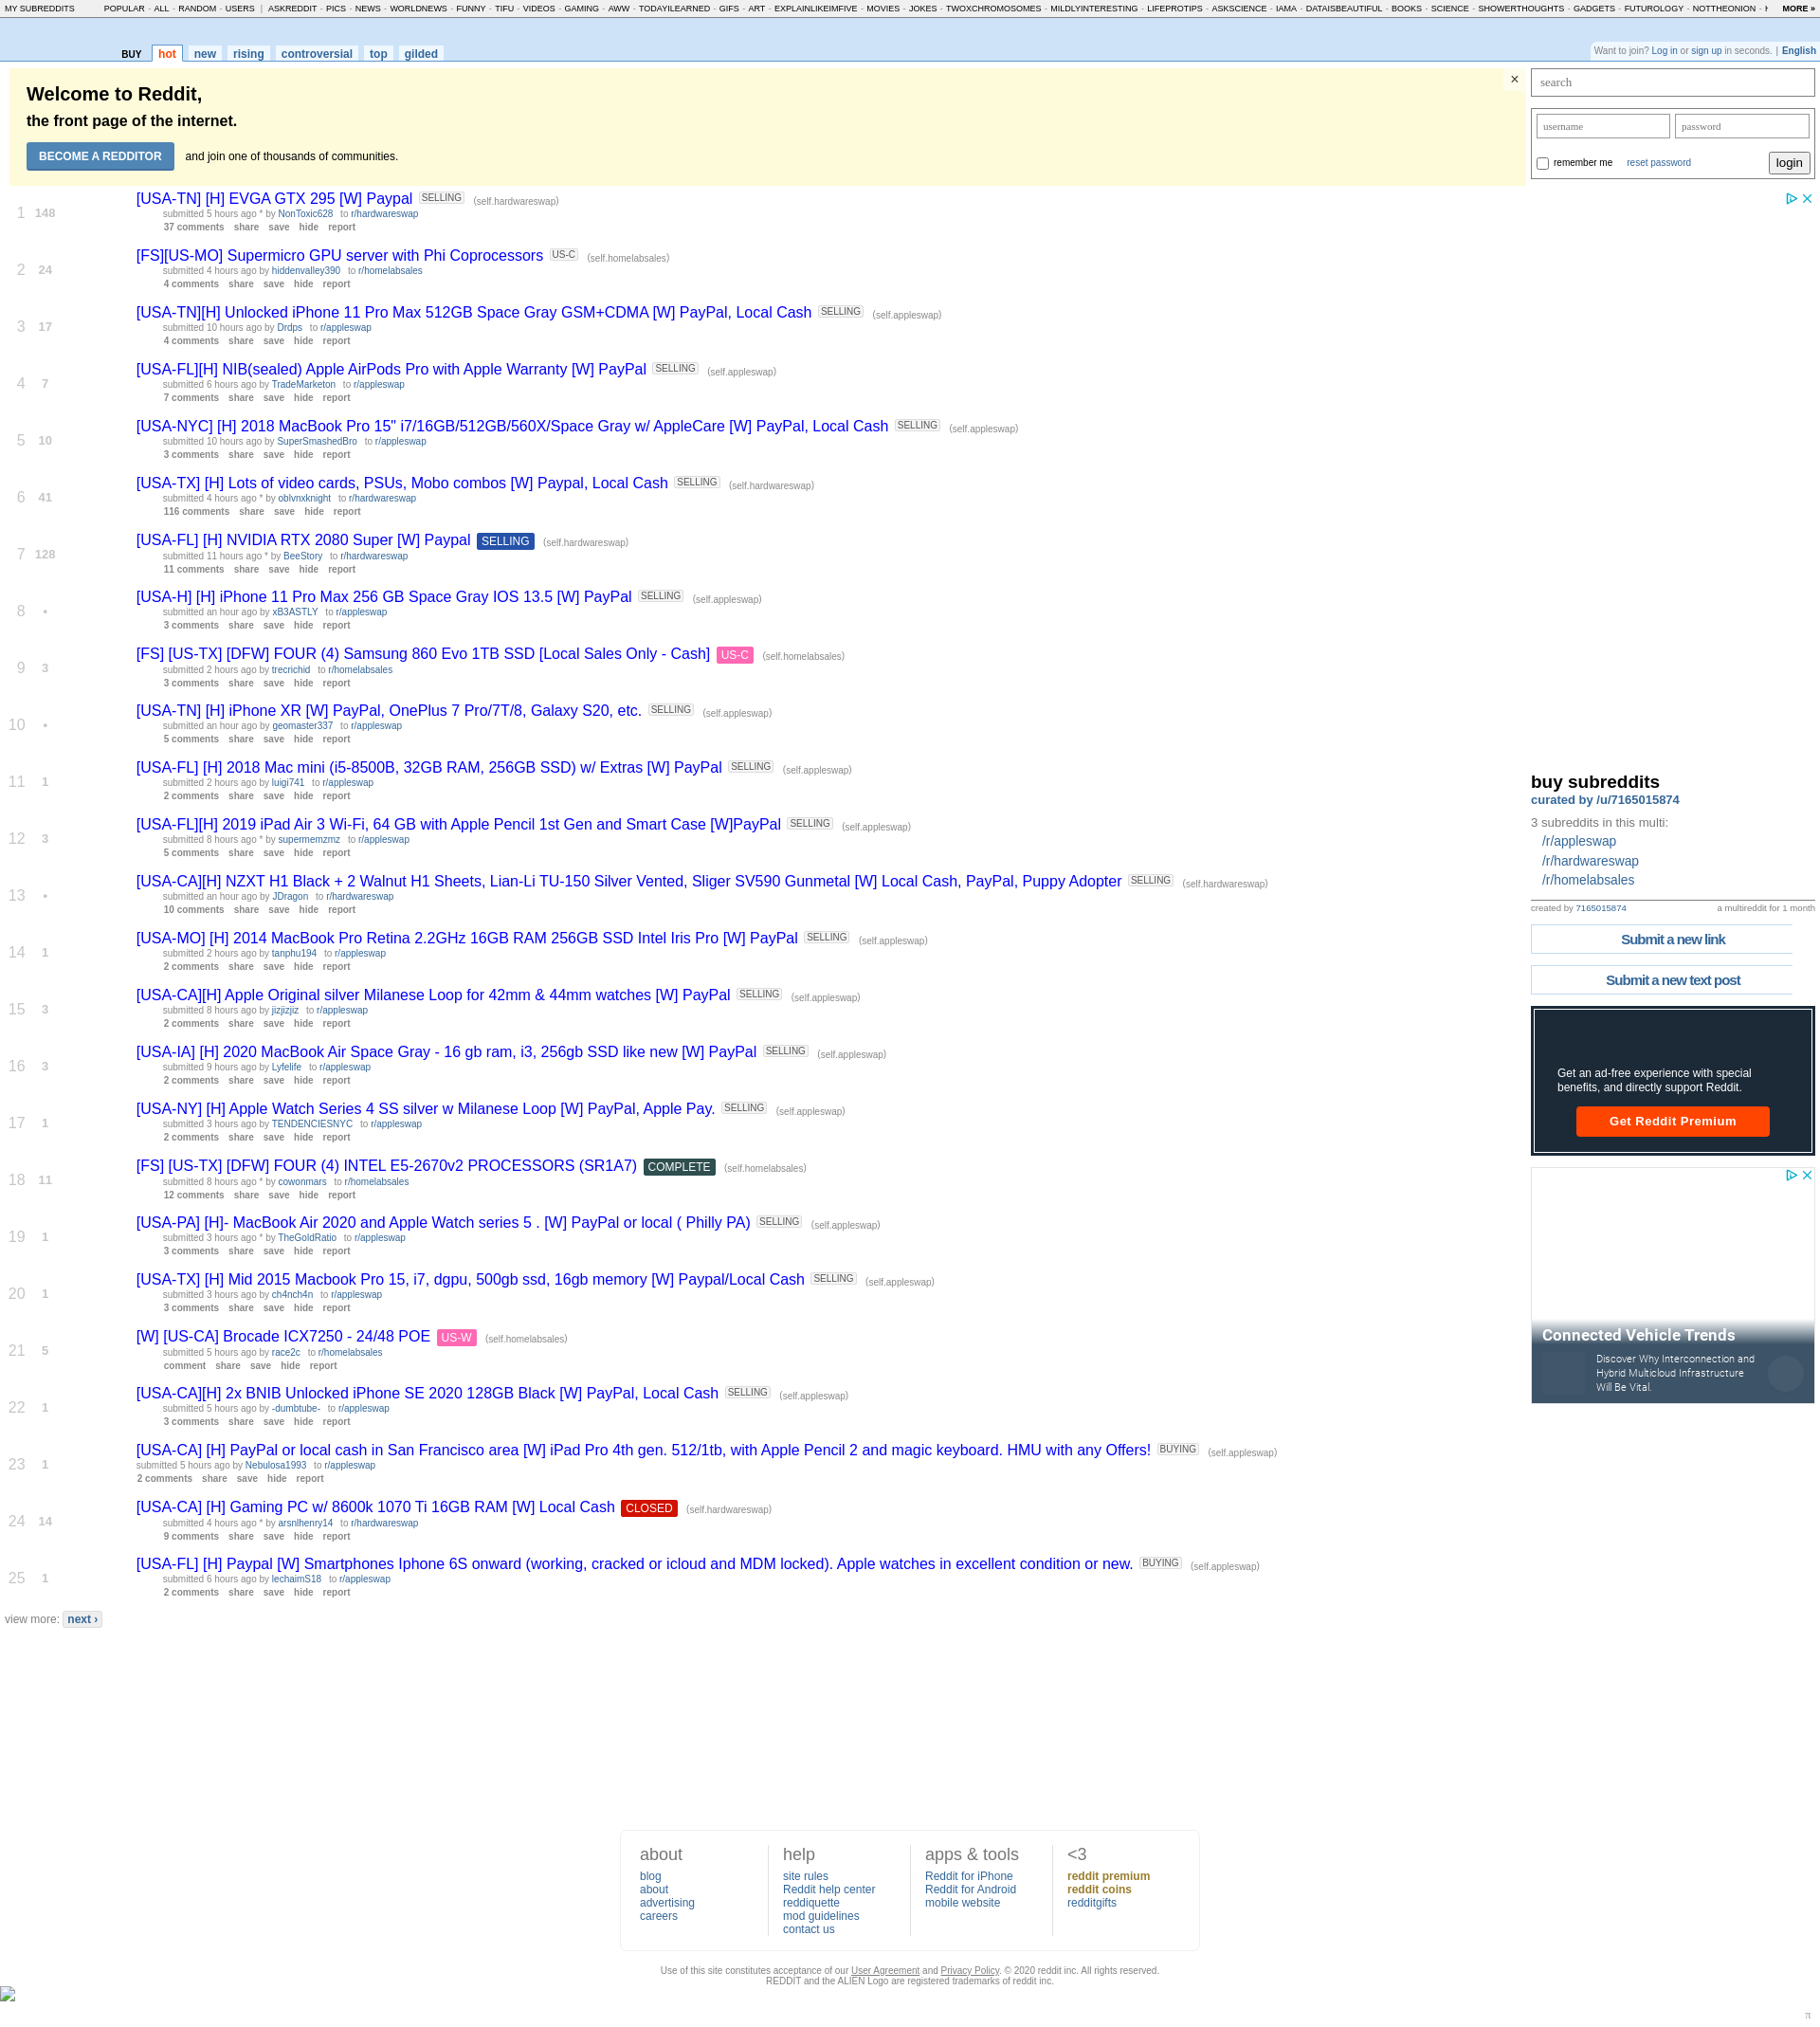 MY SUBREDDITS POPULAR - ALL - RANDOM - USERS | ASKREDDIT - PICS - NEWS - WORLDNEWS - FUNNY - TIFU - VIDEOS - GAMING - AWW - TODAYILEARNED - GIFS - ART - EXPLAINLIKEIMFIVE - MOVIES - JOKES - TWOXCHROMOSOMES - MILDLYINTERESTING - LIFEPROTIPS - ASKSCIENCE - IAMA - DATAISBEAUTIFUL - BOOKS - SCIENCE - SHOWERTHOUGHTS - GADGETS - FUTUROLOGY - NOTTHEONION - MORE »
BUY hot new rising controversial top gilded
Want to join? Log in or sign up in seconds. | English
Welcome to Reddit,
the front page of the internet.
BECOME A REDDITOR and join one of thousands of communities.
×
search
username password
remember me reset password login
1 148 [USA-TN] [H] EVGA GTX 295 [W] Paypal SELLING (self.hardwareswap)
submitted 5 hours ago * by NonToxic628 to r/hardwareswap
37 comments share save hide report
2 24 [FS][US-MO] Supermicro GPU server with Phi Coprocessors US-C (self.homelabsales)
submitted 4 hours ago by hiddenvalley390 to r/homelabsales
4 comments share save hide report
3 17 [USA-TN][H] Unlocked iPhone 11 Pro Max 512GB Space Gray GSM+CDMA [W] PayPal, Local Cash SELLING (self.appleswap)
submitted 10 hours ago by Drdps to r/appleswap
4 comments share save hide report
4 7 [USA-FL][H] NIB(sealed) Apple AirPods Pro with Apple Warranty [W] PayPal SELLING (self.appleswap)
submitted 6 hours ago by TradeMarketon to r/appleswap
7 comments share save hide report
5 10 [USA-NYC] [H] 2018 MacBook Pro 15" i7/16GB/512GB/560X/Space Gray w/ AppleCare [W] PayPal, Local Cash SELLING (self.appleswap)
submitted 10 hours ago by SuperSmashedBro to r/appleswap
3 comments share save hide report
6 41 [USA-TX] [H] Lots of video cards, PSUs, Mobo combos [W] Paypal, Local Cash SELLING (self.hardwareswap)
submitted 4 hours ago * by oblvnxknight to r/hardwareswap
116 comments share save hide report
7 128 [USA-FL] [H] NVIDIA RTX 2080 Super [W] Paypal SELLING (self.hardwareswap)
submitted 11 hours ago * by BeeStory to r/hardwareswap
11 comments share save hide report
8 • [USA-H] [H] iPhone 11 Pro Max 256 GB Space Gray IOS 13.5 [W] PayPal SELLING (self.appleswap)
submitted an hour ago by xB3ASTLY to r/appleswap
3 comments share save hide report
9 3 [FS] [US-TX] [DFW] FOUR (4) Samsung 860 Evo 1TB SSD [Local Sales Only - Cash] US-C (self.homelabsales)
submitted 2 hours ago by trecrichid to r/homelabsales
3 comments share save hide report
10 • [USA-TN] [H] iPhone XR [W] PayPal, OnePlus 7 Pro/7T/8, Galaxy S20, etc. SELLING (self.appleswap)
submitted an hour ago by geomaster337 to r/appleswap
5 comments share save hide report
11 1 [USA-FL] [H] 2018 Mac mini (i5-8500B, 32GB RAM, 256GB SSD) w/ Extras [W] PayPal SELLING (self.appleswap)
submitted 2 hours ago by luigi741 to r/appleswap
2 comments share save hide report
12 3 [USA-FL][H] 2019 iPad Air 3 Wi-Fi, 64 GB with Apple Pencil 1st Gen and Smart Case [W]PayPal SELLING (self.appleswap)
submitted 8 hours ago * by supermemzmz to r/appleswap
5 comments share save hide report
13 • [USA-CA][H] NZXT H1 Black + 2 Walnut H1 Sheets, Lian-Li TU-150 Silver Vented, Sliger SV590 Gunmetal [W] Local Cash, PayPal, Puppy Adopter SELLING (self.hardwareswap)
submitted an hour ago by JDragon to r/hardwareswap
10 comments share save hide report
14 1 [USA-MO] [H] 2014 MacBook Pro Retina 2.2GHz 16GB RAM 256GB SSD Intel Iris Pro [W] PayPal SELLING (self.appleswap)
submitted 2 hours ago by tanphu194 to r/appleswap
2 comments share save hide report
15 3 [USA-CA][H] Apple Original silver Milanese Loop for 42mm & 44mm watches [W] PayPal SELLING (self.appleswap)
submitted 8 hours ago by jizjizjiz to r/appleswap
2 comments share save hide report
16 3 [USA-IA] [H] 2020 MacBook Air Space Gray - 16 gb ram, i3, 256gb SSD like new [W] PayPal SELLING (self.appleswap)
submitted 9 hours ago by Lyfelife to r/appleswap
2 comments share save hide report
17 1 [USA-NY] [H] Apple Watch Series 4 SS silver w Milanese Loop [W] PayPal, Apple Pay. SELLING (self.appleswap)
submitted 3 hours ago by TENDENCIESNYC to r/appleswap
2 comments share save hide report
18 11 [FS] [US-TX] [DFW] FOUR (4) INTEL E5-2670v2 PROCESSORS (SR1A7) COMPLETE (self.homelabsales)
submitted 8 hours ago * by cowonmars to r/homelabsales
12 comments share save hide report
19 1 [USA-PA] [H]- MacBook Air 2020 and Apple Watch series 5 . [W] PayPal or local ( Philly PA) SELLING (self.appleswap)
submitted 3 hours ago * by TheGoldRatio to r/appleswap
3 comments share save hide report
20 1 [USA-TX] [H] Mid 2015 Macbook Pro 15, i7, dgpu, 500gb ssd, 16gb memory [W] Paypal/Local Cash SELLING (self.appleswap)
submitted 3 hours ago by ch4nch4n to r/appleswap
3 comments share save hide report
21 5 [W] [US-CA] Brocade ICX7250 - 24/48 POE US-W (self.homelabsales)
submitted 5 hours ago by race2c to r/homelabsales
comment share save hide report
22 1 [USA-CA][H] 2x BNIB Unlocked iPhone SE 2020 128GB Black [W] PayPal, Local Cash SELLING (self.appleswap)
submitted 5 hours ago by -dumbtube- to r/appleswap
3 comments share save hide report
23 1 [USA-CA] [H] PayPal or local cash in San Francisco area [W] iPad Pro 4th gen. 512/1tb, with Apple Pencil 2 and magic keyboard. HMU with any Offers! BUYING (self.appleswap)
submitted 5 hours ago by Nebulosa1993 to r/appleswap
2 comments share save hide report
24 14 [USA-CA] [H] Gaming PC w/ 8600k 1070 Ti 16GB RAM [W] Local Cash CLOSED (self.hardwareswap)
submitted 4 hours ago * by arsnlhenry14 to r/hardwareswap
9 comments share save hide report
25 1 [USA-FL] [H] Paypal [W] Smartphones Iphone 6S onward (working, cracked or icloud and MDM locked). Apple watches in excellent condition or new. BUYING (self.appleswap)
submitted 6 hours ago by lechaimS18 to r/appleswap
2 comments share save hide report
view more: next ›
buy subreddits
curated by /u/7165015874
3 subreddits in this multi:
/r/appleswap
/r/hardwareswap
/r/homelabsales
created by 7165015874 a multireddit for 1 month
Submit a new link
Submit a new text post
Get an ad-free experience with special
benefits, and directly support Reddit.
Get Reddit Premium
Connected Vehicle Trends
Discover Why Interconnection and
Hybrid Multicloud Infrastructure
Will Be Vital.
about
blog
about
advertising
careers
help
site rules
Reddit help center
reddiquette
mod guidelines
contact us
apps & tools
Reddit for iPhone
Reddit for Android
mobile website
<3
reddit premium
reddit coins
redditgifts
Use of this site constitutes acceptance of our User Agreement and Privacy Policy. © 2020 reddit inc. All rights reserved.
REDDIT and the ALIEN Logo are registered trademarks of reddit inc.
π